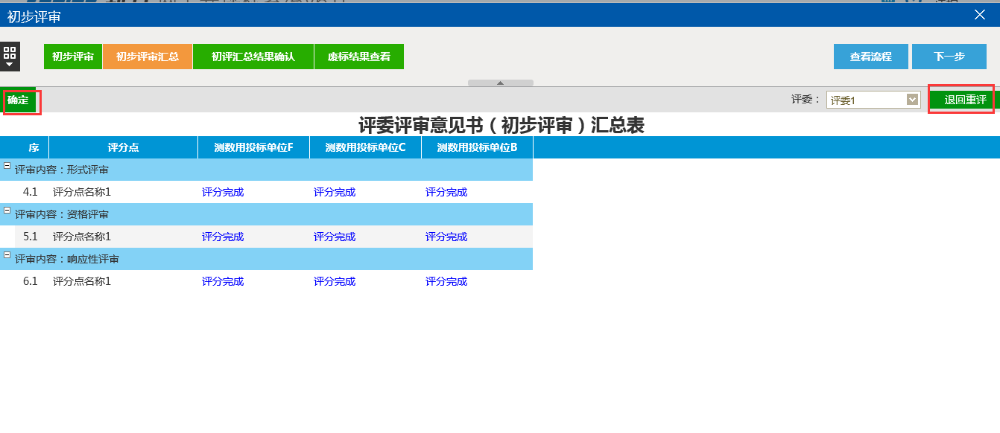 初步评审
初步评审 初步评审汇总 初评汇总结果确认 废标结果查看 查看流程 下一步
确定 评委： 评委1 退回重评
评委评审意见书（初步评审）汇总表
序 评分点 测数用投标单位F 测数用投标单位C 测数用投标单位B
评审内容：形式评审
4.1 评分点名称1 评分完成 评分完成 评分完成
评审内容：资格评审
5.1 评分点名称1 评分完成 评分完成 评分完成
评审内容：响应性评审
6.1 评分点名称1 评分完成 评分完成 评分完成